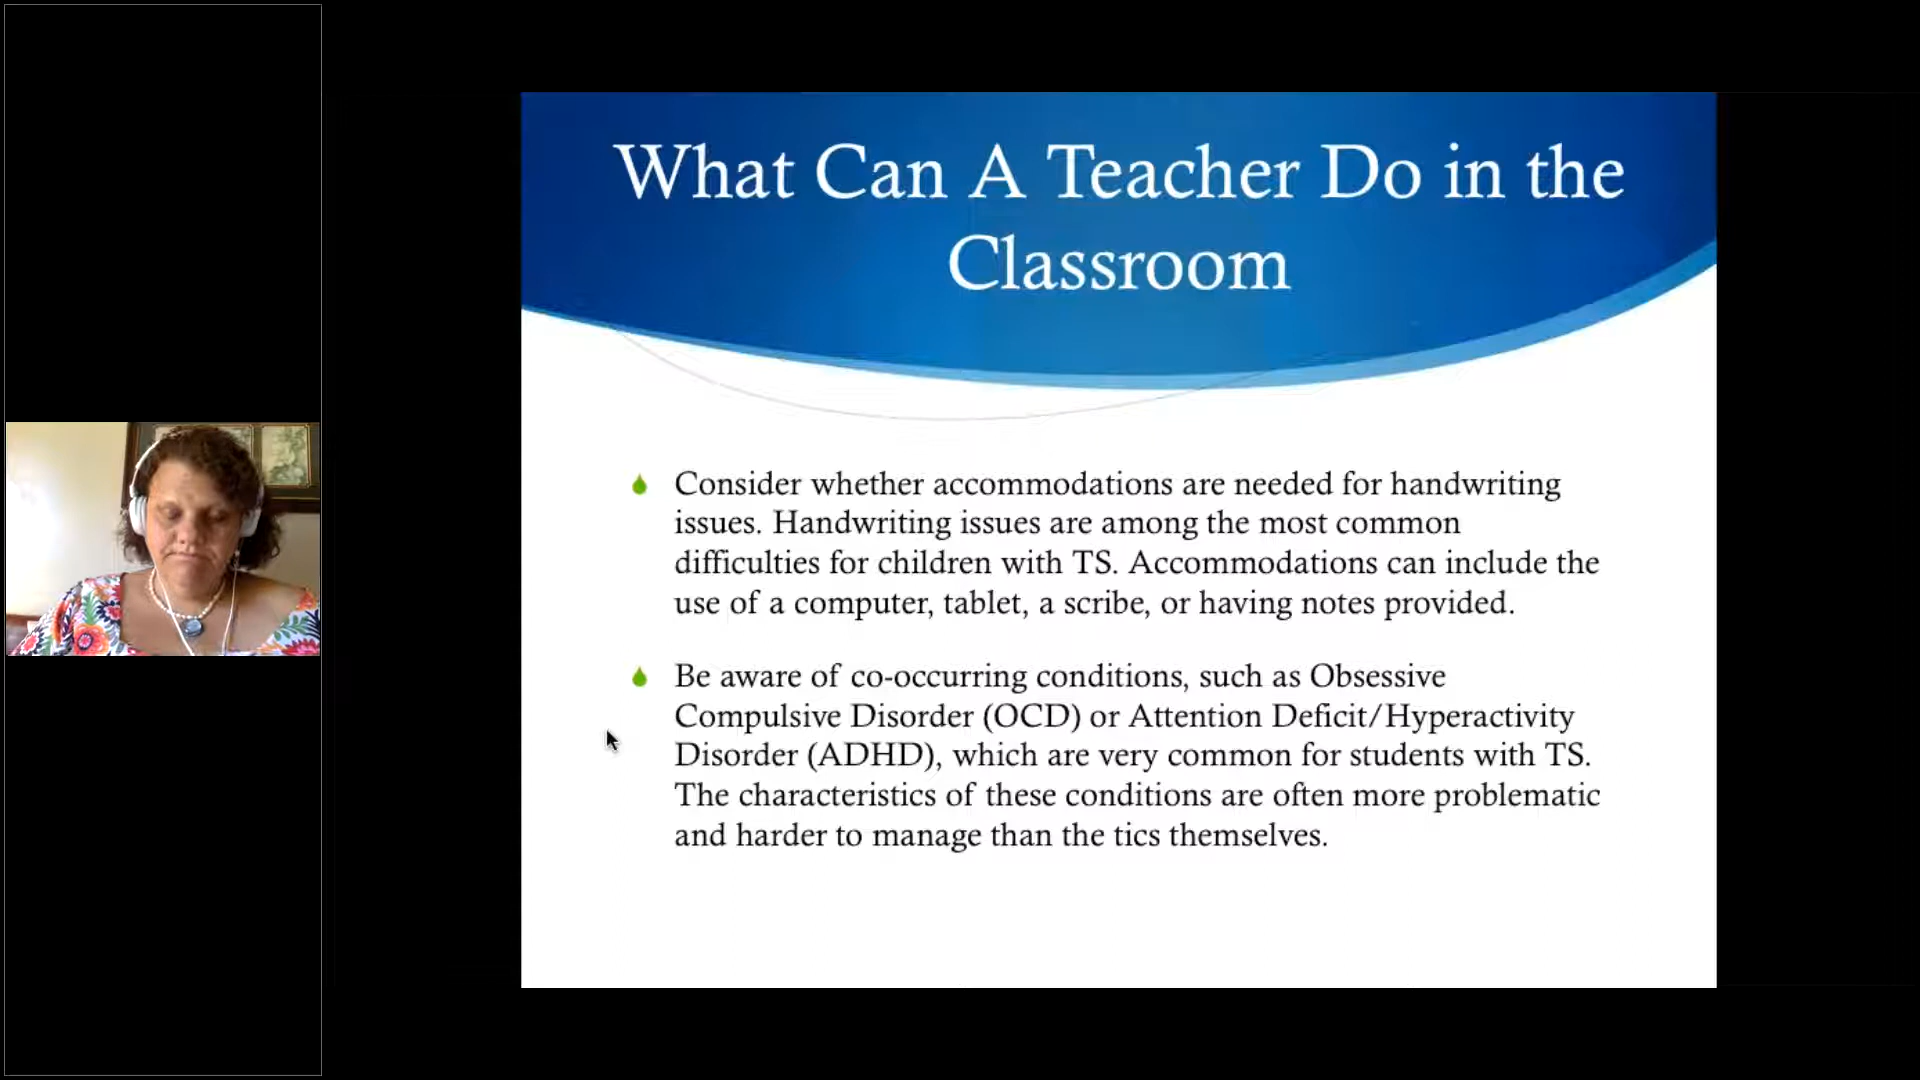 What Can A Teacher Do in the
Classroom
Consider whether accommodations are needed for handwriting
issues. Handwriting issues are among the most common
difficulties for children with TS. Accommodations can include the
use of a computer, tablet, a scribe, or having notes provided.
Be aware of co-occurring conditions, such as Obsessive
Compulsive Disorder (OCD) or Attention Deficit/Hyperactivity
Disorder (ADHD), which are very common for students with TS.
The characteristics of these conditions are often more problematic
and harder to manage than the tics themselves.